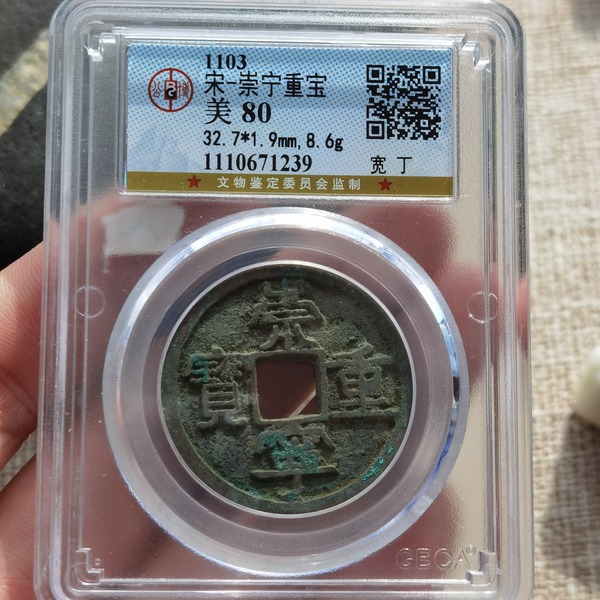 1103
宋-崇宁重宝
美 80
32.7*1.9mm,8.6g
1110671239 宽 丁
★ 文物鉴定委员会监制 ★
崇
寶 重
寧
GBCA